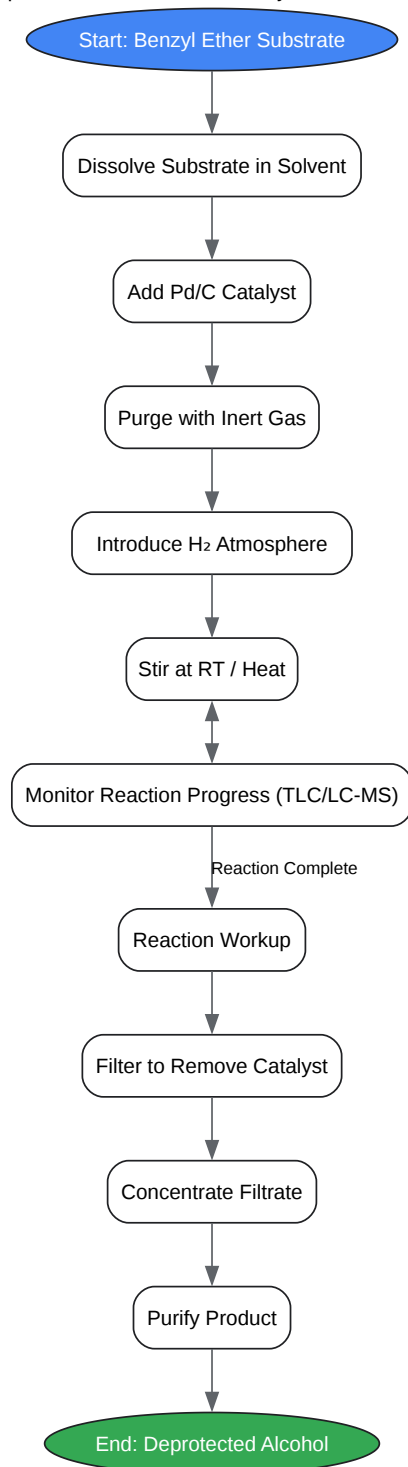 Start: Benzyl Ether Substrate
Dissolve Substrate in Solvent
Add Pd/C Catalyst
Purge with Inert Gas
Introduce H₂ Atmosphere
Stir at RT / Heat
Monitor Reaction Progress (TLC/LC-MS)
Reaction Complete
Reaction Workup
Filter to Remove Catalyst
Concentrate Filtrate
Purify Product
End: Deprotected Alcohol